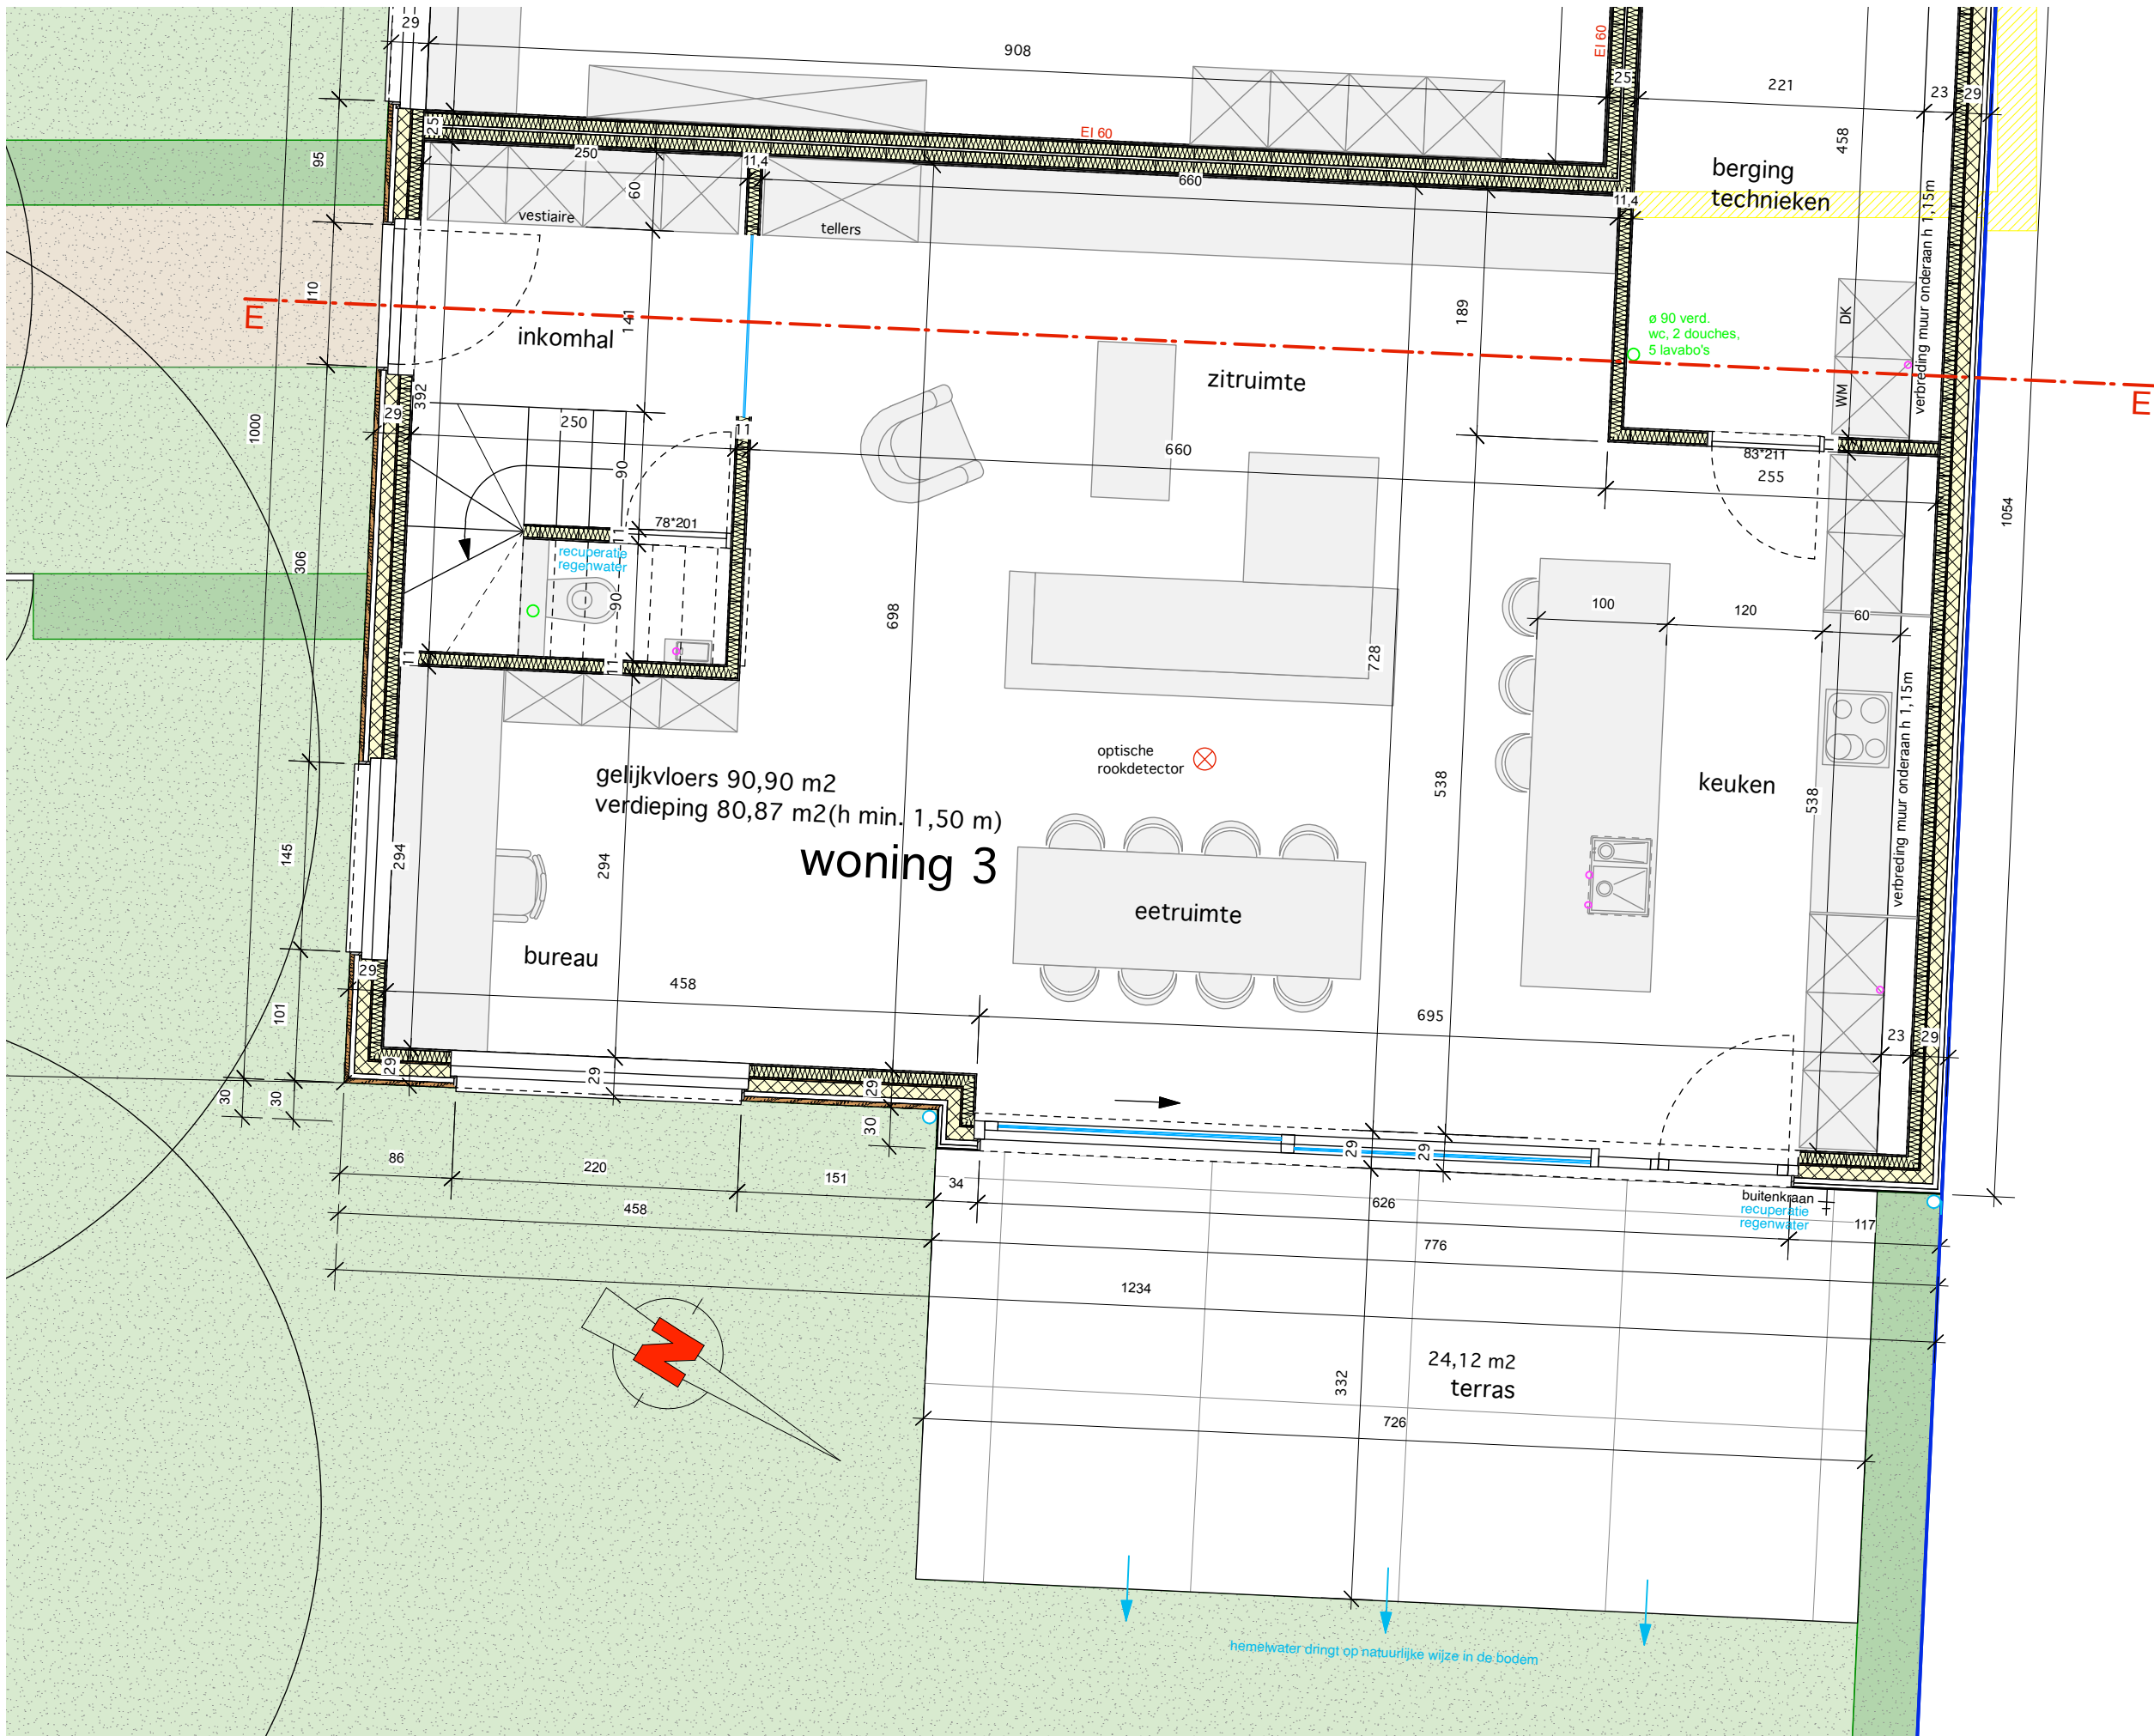 29
908
EI 60
25
221
23
29
458
25
EI 60
berging
technieken
95
250
11,4
60
660
11,4
vestiaire
tellers
verbreding muur onderaan h 1,15m
110
E
inkomhal
141
189
ø 90 verd.
wc, 2 douches,
5 lavabo's
DK
zitruimte
WM
E
392
29
250
11
1000
660
83*211
255
90
78*201
1054
306
11
recuperatie
regenwater
90
698
100
120
60
11
11
728
optische
rookdetector
gelijkvloers 90,90 m2
verdieping 80,87 m2(h min. 1,50 m)
woning 3
538
keuken
538
verbreding muur onderaan h 1,15m
145
294
294
eetruimte
bureau
29
458
101
695
23
29
29
29
29
30
30
30
29
29
86
220
151
34
458
626
buitenkraan
recuperatie
regenwater
117
776
1234
N
24,12 m2
terras
332
726
hemelwater dringt op natuurlijke wijze in de bodem